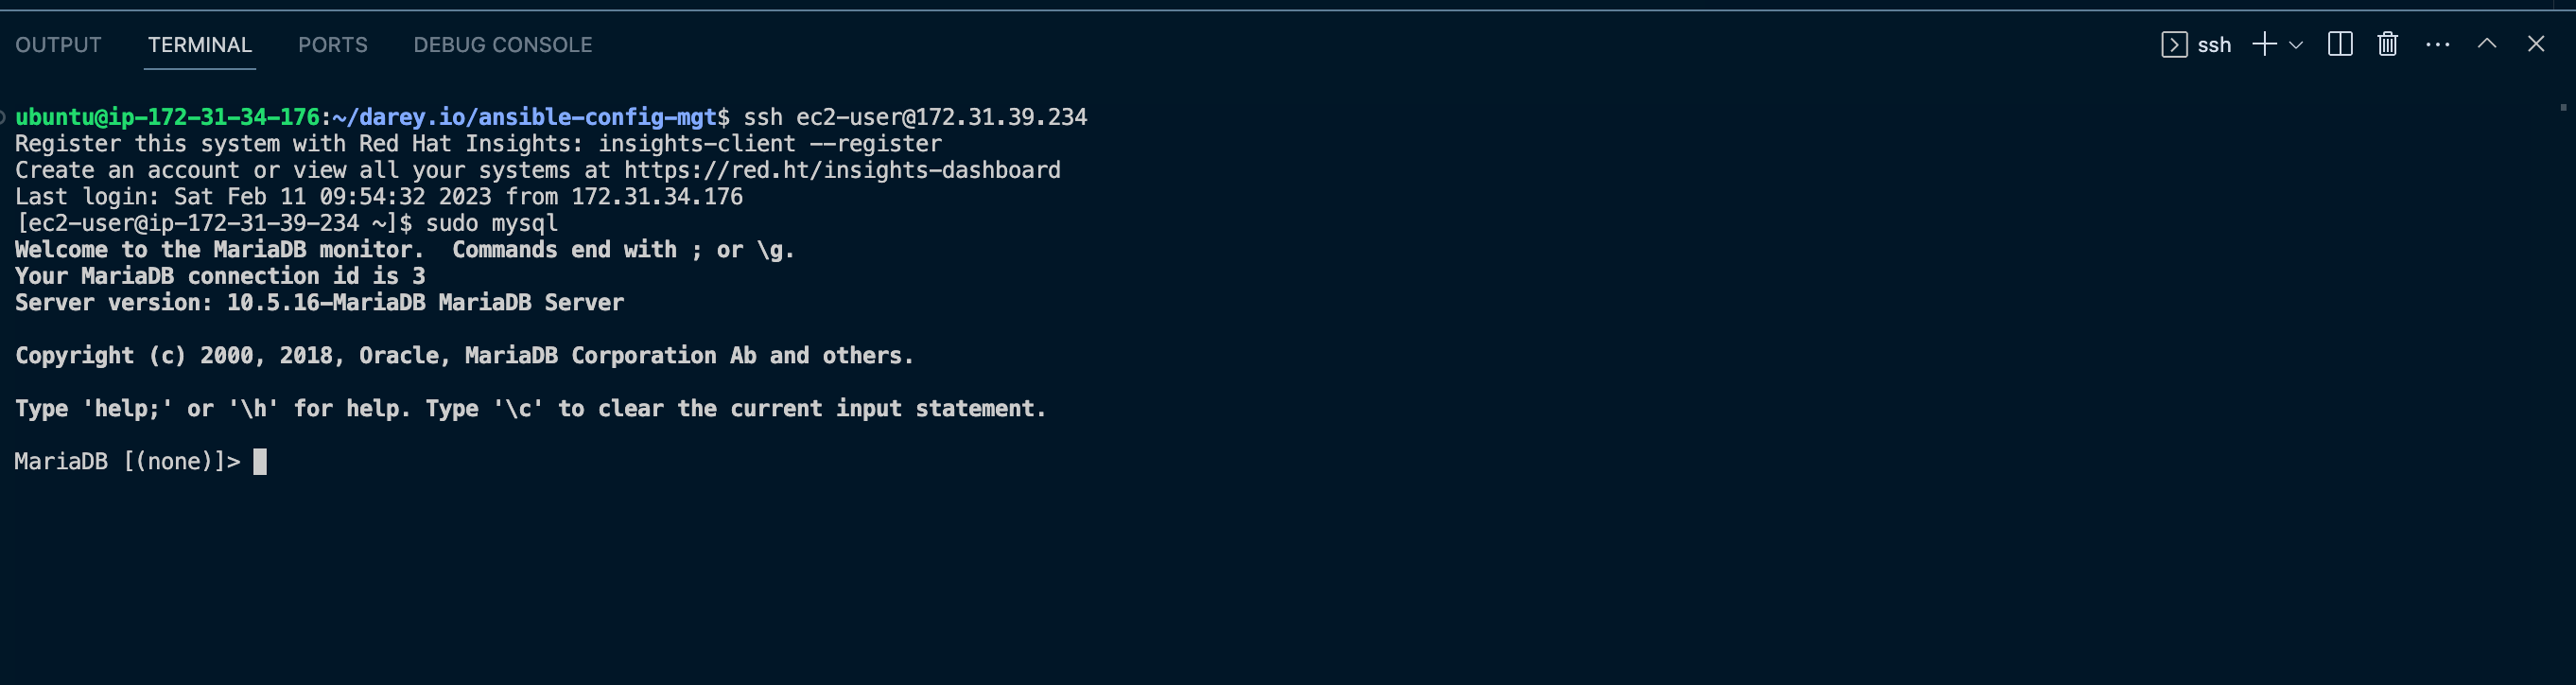 OUTPUT TERMINAL PORTS DEBUG CONSOLE ssh
ubuntu@ip-172-31-34-176:~/darey.io/ansible-config-mgt$ ssh ec2-user@172.31.39.234
Register this system with Red Hat Insights: insights-client --register
Create an account or view all your systems at https://red.ht/insights-dashboard
Last login: Sat Feb 11 09:54:32 2023 from 172.31.34.176
[ec2-user@ip-172-31-39-234 ~]$ sudo mysql
Welcome to the MariaDB monitor.  Commands end with ; or \g.
Your MariaDB connection id is 3
Server version: 10.5.16-MariaDB MariaDB Server
Copyright (c) 2000, 2018, Oracle, MariaDB Corporation Ab and others.
Type 'help;' or '\h' for help. Type '\c' to clear the current input statement.
MariaDB [(none)]>